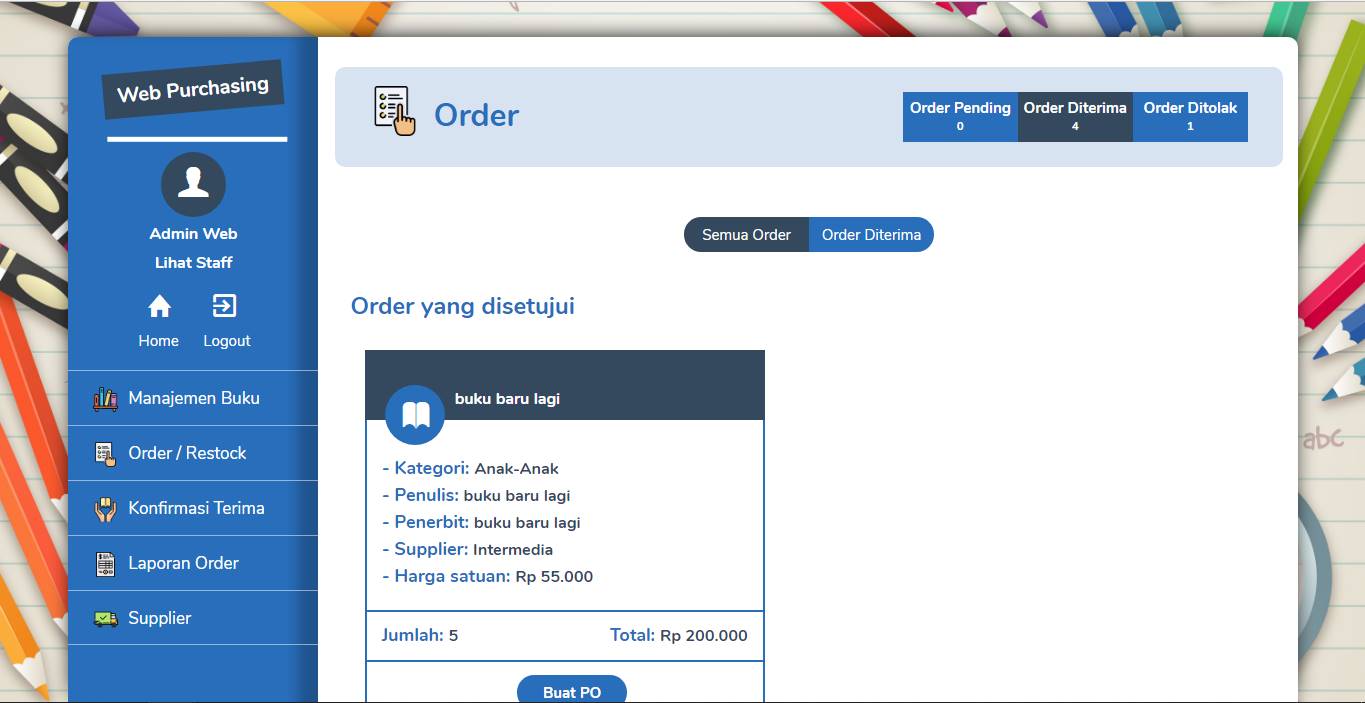 Web Purchasing
Admin Web
Lihat Staff
Home Logout
Manajemen Buku
Order / Restock
Konfirmasi Terima
Laporan Order
Supplier
Order
Order Pending Order Diterima Order Ditolak
0 4 1
Semua Order Order Diterima
Order yang disetujui
buku baru lagi
- Kategori: Anak-Anak
- Penulis: buku baru lagi
- Penerbit: buku baru lagi
- Supplier: Intermedia
- Harga satuan: Rp 55.000
Jumlah: 5 Total: Rp 200.000
Buat PO
abc